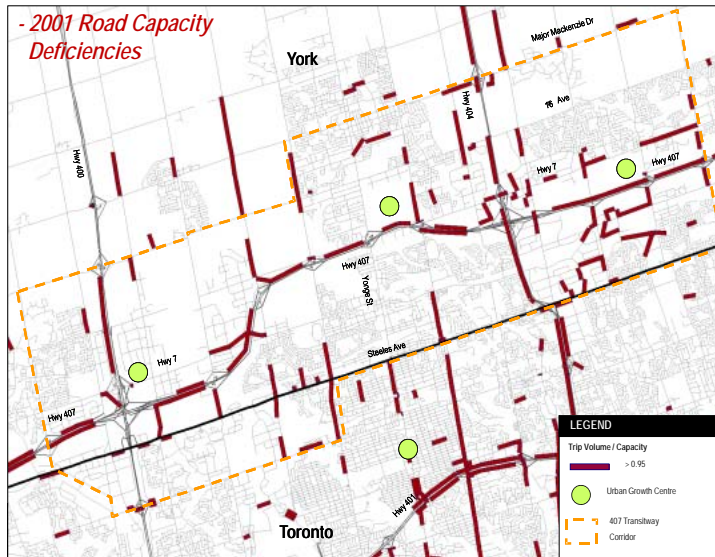 - 2001 Road Capacity
Deficiencies
York
Major Mackenzie Dr
16 Ave
Hwy 404
Hwy 400
Hwy 7
Hwy 407
Hwy 407
Yonge St
Steeles Ave
Hwy 7
Hwy 407
Hwy 401
Toronto
LEGEND
Trip Volume / Capacity
> 0.95
Urban Growth Centre
407 Transitway
Corridor